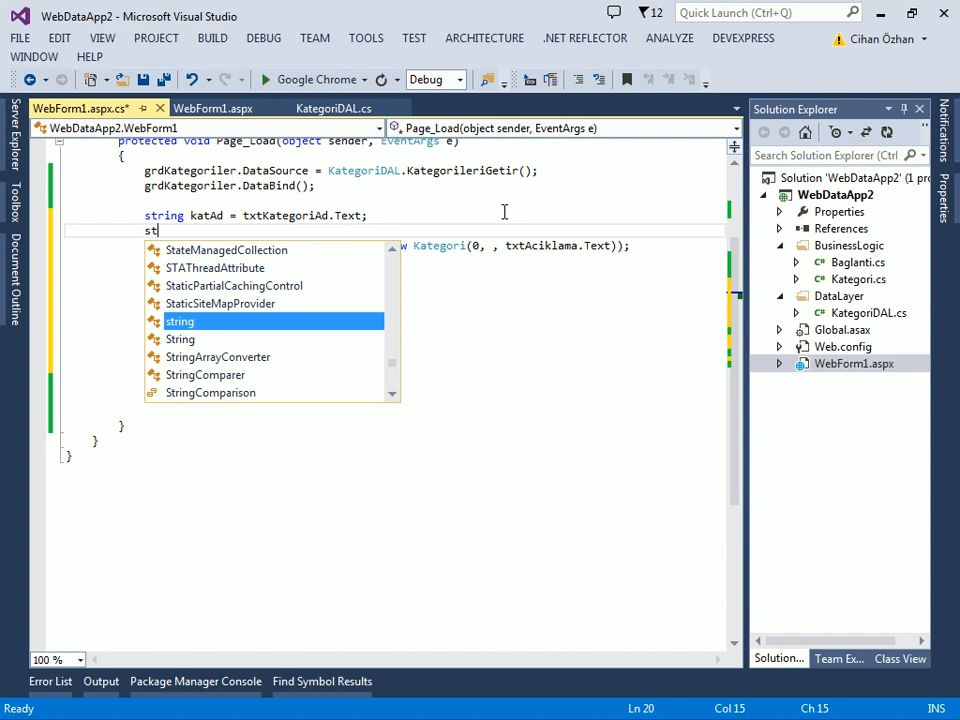 WebDataApp2 - Microsoft Visual Studio
12
Quick Launch (Ctrl+Q)
FILE EDIT VIEW PROJECT BUILD DEBUG TEAM TOOLS TEST ARCHITECTURE .NET REFLECTOR ANALYZE DEVEXPRESS
Cihan Özhan
WINDOW HELP
Google Chrome
Debug
Server Explorer
Toolbox
Document Outline
WebForm1.aspx.cs*
WebForm1.aspx
KategoriDAL.cs
WebDataApp2.WebForm1
Page_Load(object sender, EventArgs e)
protected void Page_Load(object sender, EventArgs e)
{
grdKategoriler.DataSource = KategoriDAL.KategorileriGetir();
grdKategoriler.DataBind();
string katAd = txtKategoriAd.Text;
st
w Kategori(0, , txtAciklama.Text));
StateManagedCollection
STAThreadAttribute
StaticPartialCachingControl
StaticSiteMapProvider
string
String
StringArrayConverter
StringComparer
StringComparison
}
}
}
100 %
Solution Explorer
Search Solution Explorer (Ctrl
Solution 'WebDataApp2' (1 pr
WebDataApp2
Properties
References
BusinessLogic
Baglanti.cs
Kategori.cs
DataLayer
KategoriDAL.cs
Global.asax
Web.config
WebForm1.aspx
Solution...
Team Ex...
Class View
Notifications
Properties
Error List
Output
Package Manager Console
Find Symbol Results
Ready
Ln 20
Col 15
Ch 15
INS